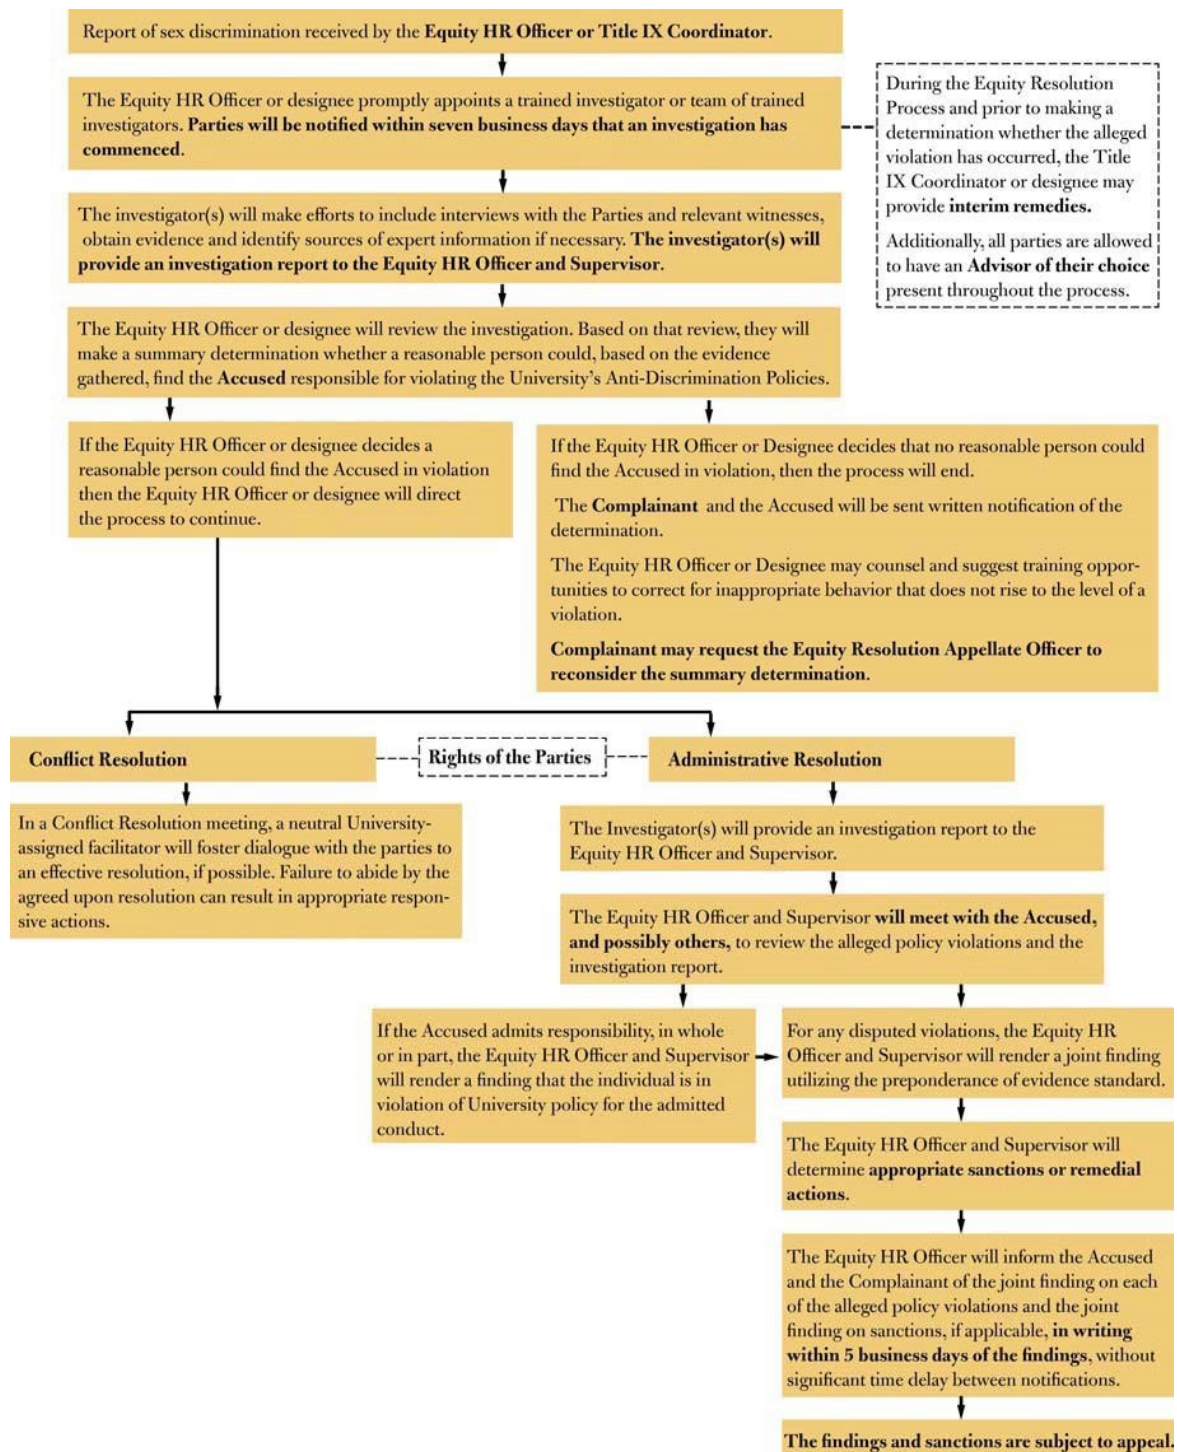 Report of sex discrimination received by the Equity HR Officer or Title IX Coordinator.
The Equity HR Officer or designee promptly appoints a trained investigator or team of trained
investigators. Parties will be notified within seven business days that an investigation has
commenced.
During the Equity Resolution
Process and prior to making a
determination whether the alleged
violation has occurred, the Title
IX Coordinator or designee may
provide interim remedies.
Additionally, all parties are allowed
to have an Advisor of their choice
present throughout the process.
The investigator(s) will make efforts to include interviews with the Parties and relevant witnesses,
obtain evidence and identify sources of expert information if necessary. The investigator(s) will
provide an investigation report to the Equity HR Officer and Supervisor.
The Equity HR Officer or designee will review the investigation. Based on that review, they will
make a summary determination whether a reasonable person could, based on the evidence
gathered, find the Accused responsible for violating the University's Anti-Discrimination Policies.
If the Equity HR Officer or designee decides a
reasonable person could find the Accused in violation
then the Equity HR Officer or designee will direct
the process to continue.
If the Equity HR Officer or Designee decides that no reasonable person could
find the Accused in violation, then the process will end.
The Complainant and the Accused will be sent written notification of the
determination.
The Equity HR Officer or Designee may counsel and suggest training oppor-
tunities to correct for inappropriate behavior that does not rise to the level of a
violation.
Complainant may request the Equity Resolution Appellate Officer to
reconsider the summary determination.
Conflict Resolution
Rights of the Parties
Administrative Resolution
In a Conflict Resolution meeting, a neutral University-
assigned facilitator will foster dialogue with the parties to
an effective resolution, if possible. Failure to abide by the
agreed upon resolution can result in appropriate respon-
sive actions.
The Investigator(s) will provide an investigation report to the
Equity HR Officer and Supervisor.
The Equity HR Officer and Supervisor will meet with the Accused,
and possibly others, to review the alleged policy violations and the
investigation report.
If the Accused admits responsibility, in whole
or in part, the Equity HR Officer and Supervisor
will render a finding that the individual is in
violation of University policy for the admitted
conduct.
For any disputed violations, the Equity HR
Officer and Supervisor will render a joint finding
utilizing the preponderance of evidence standard.
The Equity HR Officer and Supervisor will
determine appropriate sanctions or remedial
actions.
The Equity HR Officer will inform the Accused
and the Complainant of the joint finding on each
of the alleged policy violations and the joint
finding on sanctions, if applicable, in writing
within 5 business days of the findings, without
significant time delay between notifications.
The findings and sanctions are subject to appeal.